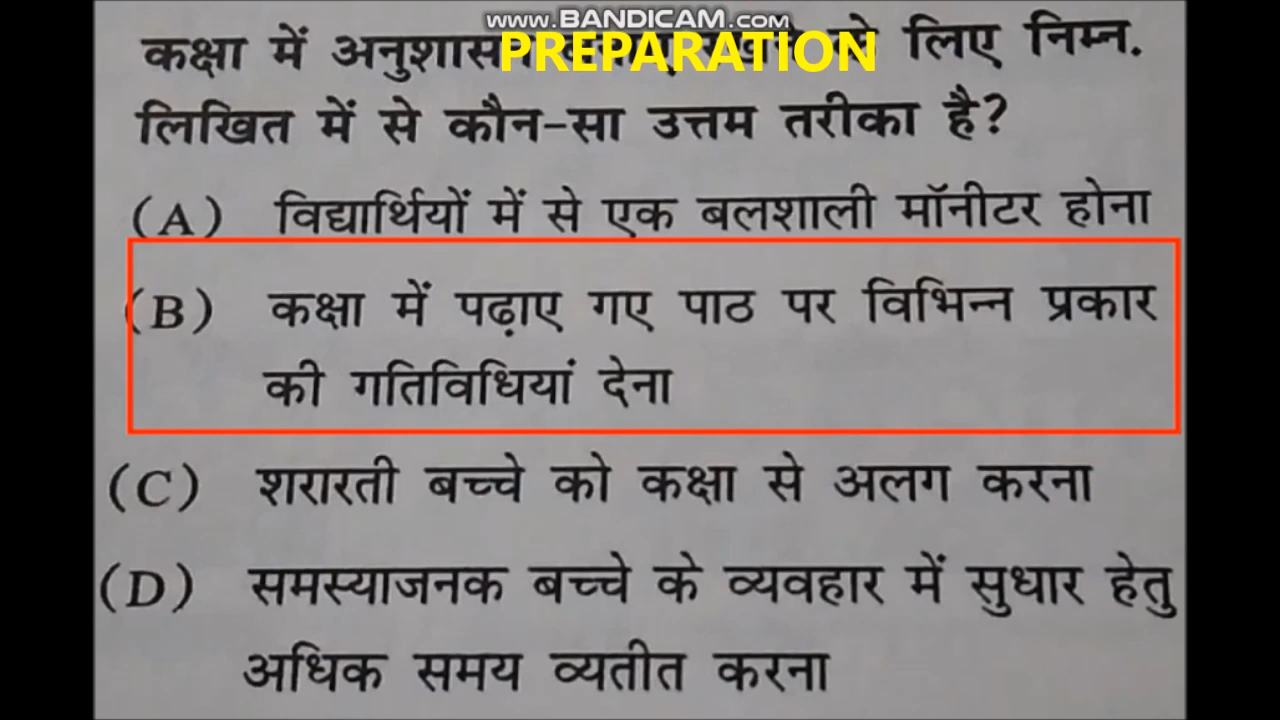 www.BANDICAM.com
PREPARATION
कक्षा में लिए निम्न.
लिखित में से कौन-सा उत्तम तरीका है?
(A) विद्यार्थियों में से एक बलशाली मॉनीटर होना
(B) कक्षा में पढ़ाए गए पाठ पर विभिन्न प्रकार
की गतिविधियां देना
(C) शरारती बच्चे को कक्षा से अलग करना
(D) समस्याजनक बच्चे के व्यवहार में सुधार हेतु
अधिक समय व्यतीत करना